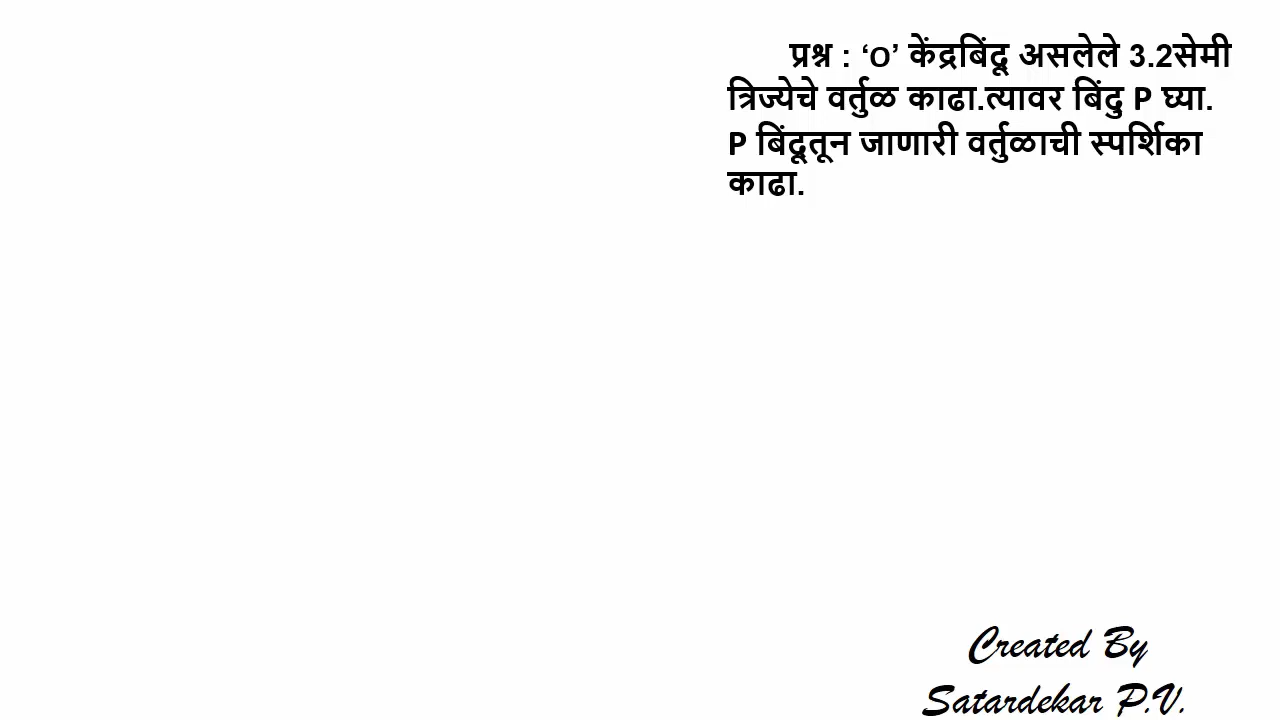 प्रश्न : ‘O’ केंद्रबिंदू असलेले 3.2सेमी
त्रिज्येचे वर्तुळ काढा.त्यावर बिंदु P घ्या.
P बिंदूतून जाणारी वर्तुळाची स्पर्शिका
काढा.
Created By
Satardekar P.V.